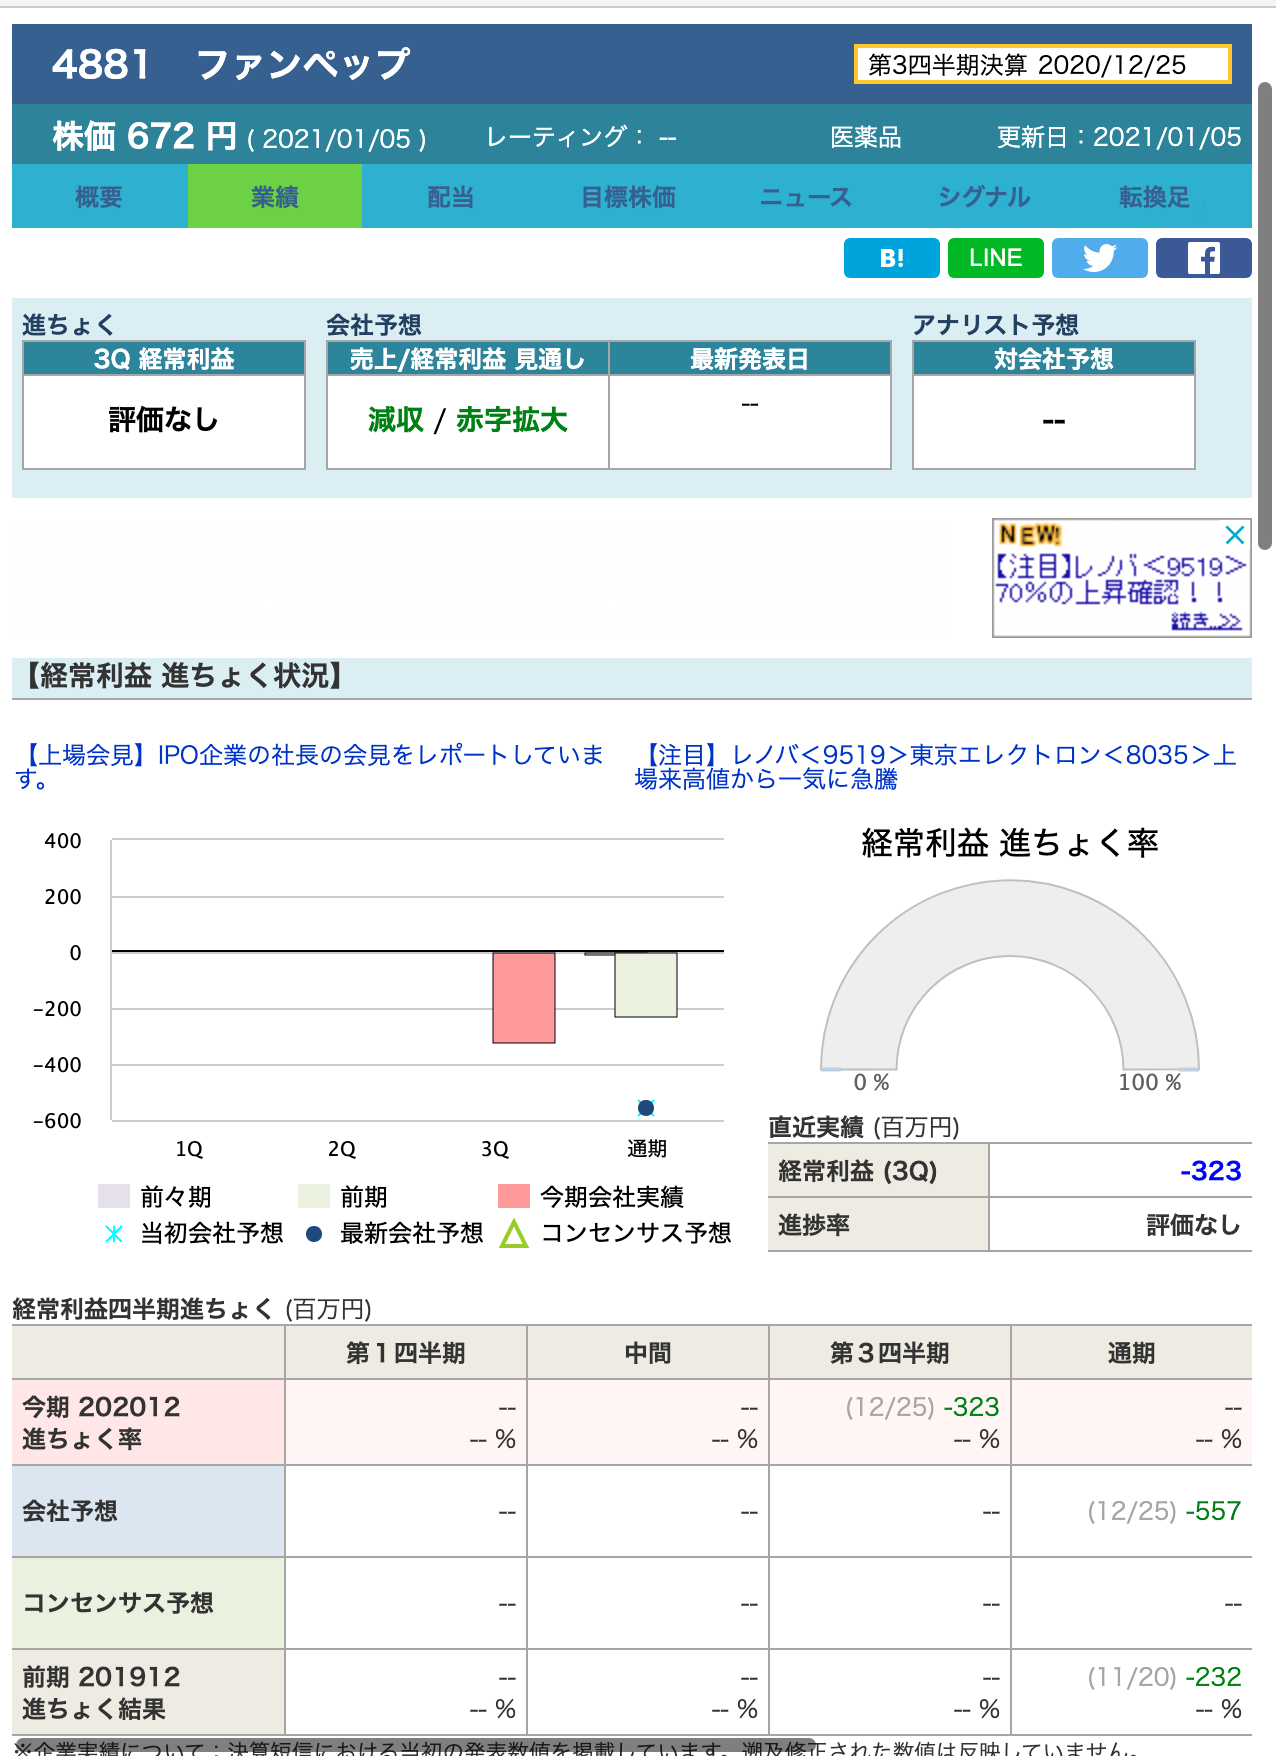 4881 ファンペップ
第3四半期決算 2020/12/25
株価 672 円 ( 2021/01/05 ) レーティング： -- 医薬品 更新日：2021/01/05
概要 業績 配当 目標株価 ニュース シグナル 転換足
B! LINE
進ちょく 会社予想 アナリスト予想
3Q 経常利益 売上/経常利益 見通し 最新発表日 対会社予想
評価なし 減収 / 赤字拡大 -- --
NEW!
【注目】レノバ＜9519＞
70%の上昇確認！！
続き..>>
【経常利益 進ちょく状況】
【上場会見】IPO企業の社長の会見をレポートしていま
す。
【注目】レノバ＜9519＞東京エレクトロン＜8035＞上
場来高値から一気に急騰
400
200
0
-200
-400
-600
1Q 2Q 3Q 通期
前々期 前期 今期会社実績
当初会社予想 最新会社予想 コンセンサス予想
経常利益 進ちょく率
0 % 100 %
直近実績 (百万円)
経常利益 (3Q) -323
進捗率 評価なし
経常利益四半期進ちょく (百万円)
第１四半期 中間 第３四半期 通期
今期 202012 -- -- (12/25) -323 --
進ちょく率 -- % -- % -- % -- %
会社予想 -- -- -- (12/25) -557
コンセンサス予想 -- -- -- --
前期 201912 -- -- -- (11/20) -232
進ちょく結果 -- % -- % -- % -- %
※企業実績について：決算短信における当初の発表数値を掲載しています。遡及修正された数値は反映していません。